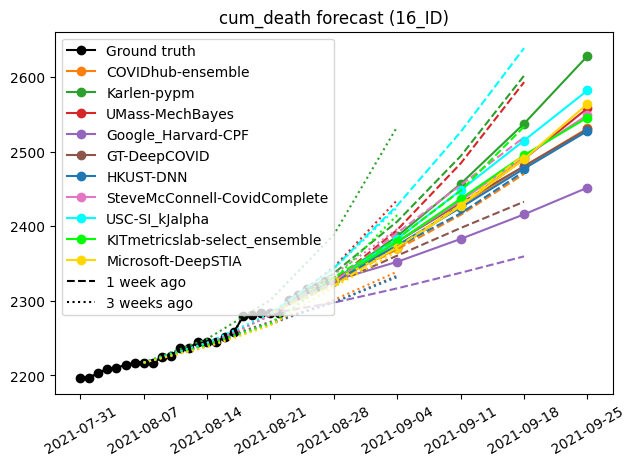 cum_death forecast (16_ID)
2600
2500
2400
2300
2200
Ground truth
COVIDhub-ensemble
Karlen-pypm
UMass-MechBayes
Google_Harvard-CPF
GT-DeepCOVID
HKUST-DNN
SteveMcConnell-CovidComplete
USC-SI_kJalpha
KITmetricslab-select_ensemble
Microsoft-DeepSTIA
1 week ago
3 weeks ago
2021-07-31
2021-08-07
2021-08-14
2021-08-21
2021-08-28
2021-09-04
2021-09-11
2021-09-18
2021-09-25